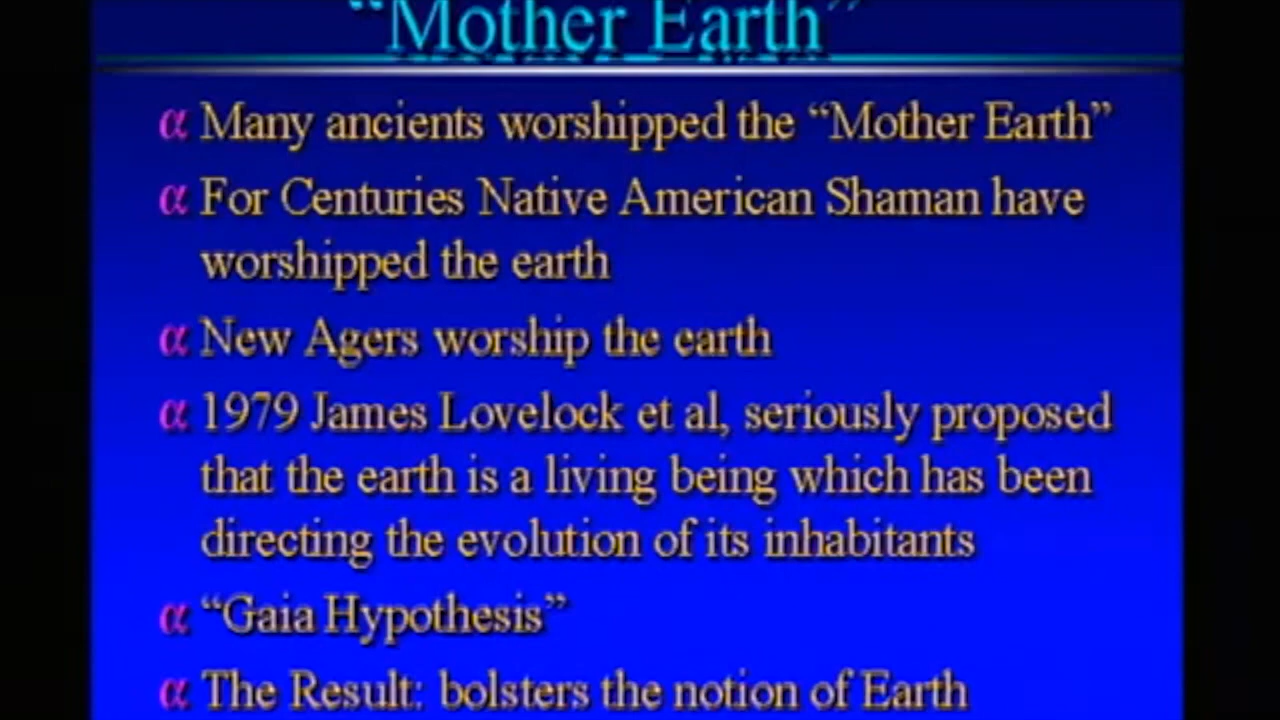 “Mother Earth”
α Many ancients worshipped the “Mother Earth”
α For Centuries Native American Shaman have
worshipped the earth
α New Agers worship the earth
α 1979 James Lovelock et al, seriously proposed
that the earth is a living being which has been
directing the evolution of its inhabitants
α “Gaia Hypothesis”
α The Result: bolsters the notion of Earth